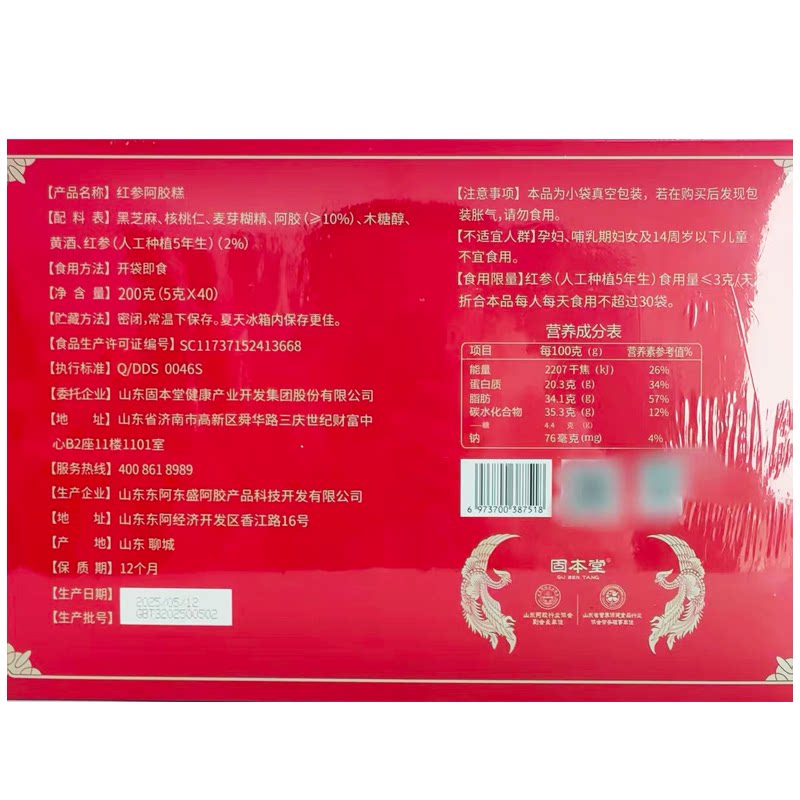 【产品名称】红参阿胶糕
【配 料 表】黑芝麻、核桃仁、麦芽糊精、阿胶(≥10%)、木糖醇、
黄酒、红参(人工种植5年生)(2%)
【食用方法】开袋即食
【净 含 量】200克(5克X40)
【贮藏方法】密闭,常温下保存。夏天冰箱内保存更佳。
【食品生产许可证编号】SC11737152413668
【执行标准】Q/DDS 0046S
【委托企业】山东固本堂健康产业开发集团股份有限公司
【地 址】山东省济南市高新区舜华路三庆世纪财富中
心B2座11楼1101室
【服务热线】400 861 8989
【生产企业】山东东阿东盛阿胶产品科技开发有限公司
【地 址】山东东阿经济开发区香江路16号
【产 地】山东 聊城
【保 质 期】12个月
【生产日期】2025/05/12
【生产批号】GBT3202500502
【注意事项】本品为小袋真空包装，若在购买后发现包
装胀气,请勿食用。
【不适宜人群】孕妇、哺乳期妇女及14周岁以下儿童
不宜食用。
【食用限量】红参(人工种植5年生)食用量≤3克/天,
折合本品每人每天食用不超过30袋。
营养成分表
项目 每100克(g) 营养素参考值%
能量 2207千焦(kJ) 26%
蛋白质 20.3克(g) 34%
脂肪 34.1克(g) 57%
碳水化合物 35.3克(g) 12%
—糖 4.4 克(g)
钠 76毫克(mg) 4%
6 973700 387518
固本堂®
GU BEN TANG
山东阿胶行业协会
副会长单位